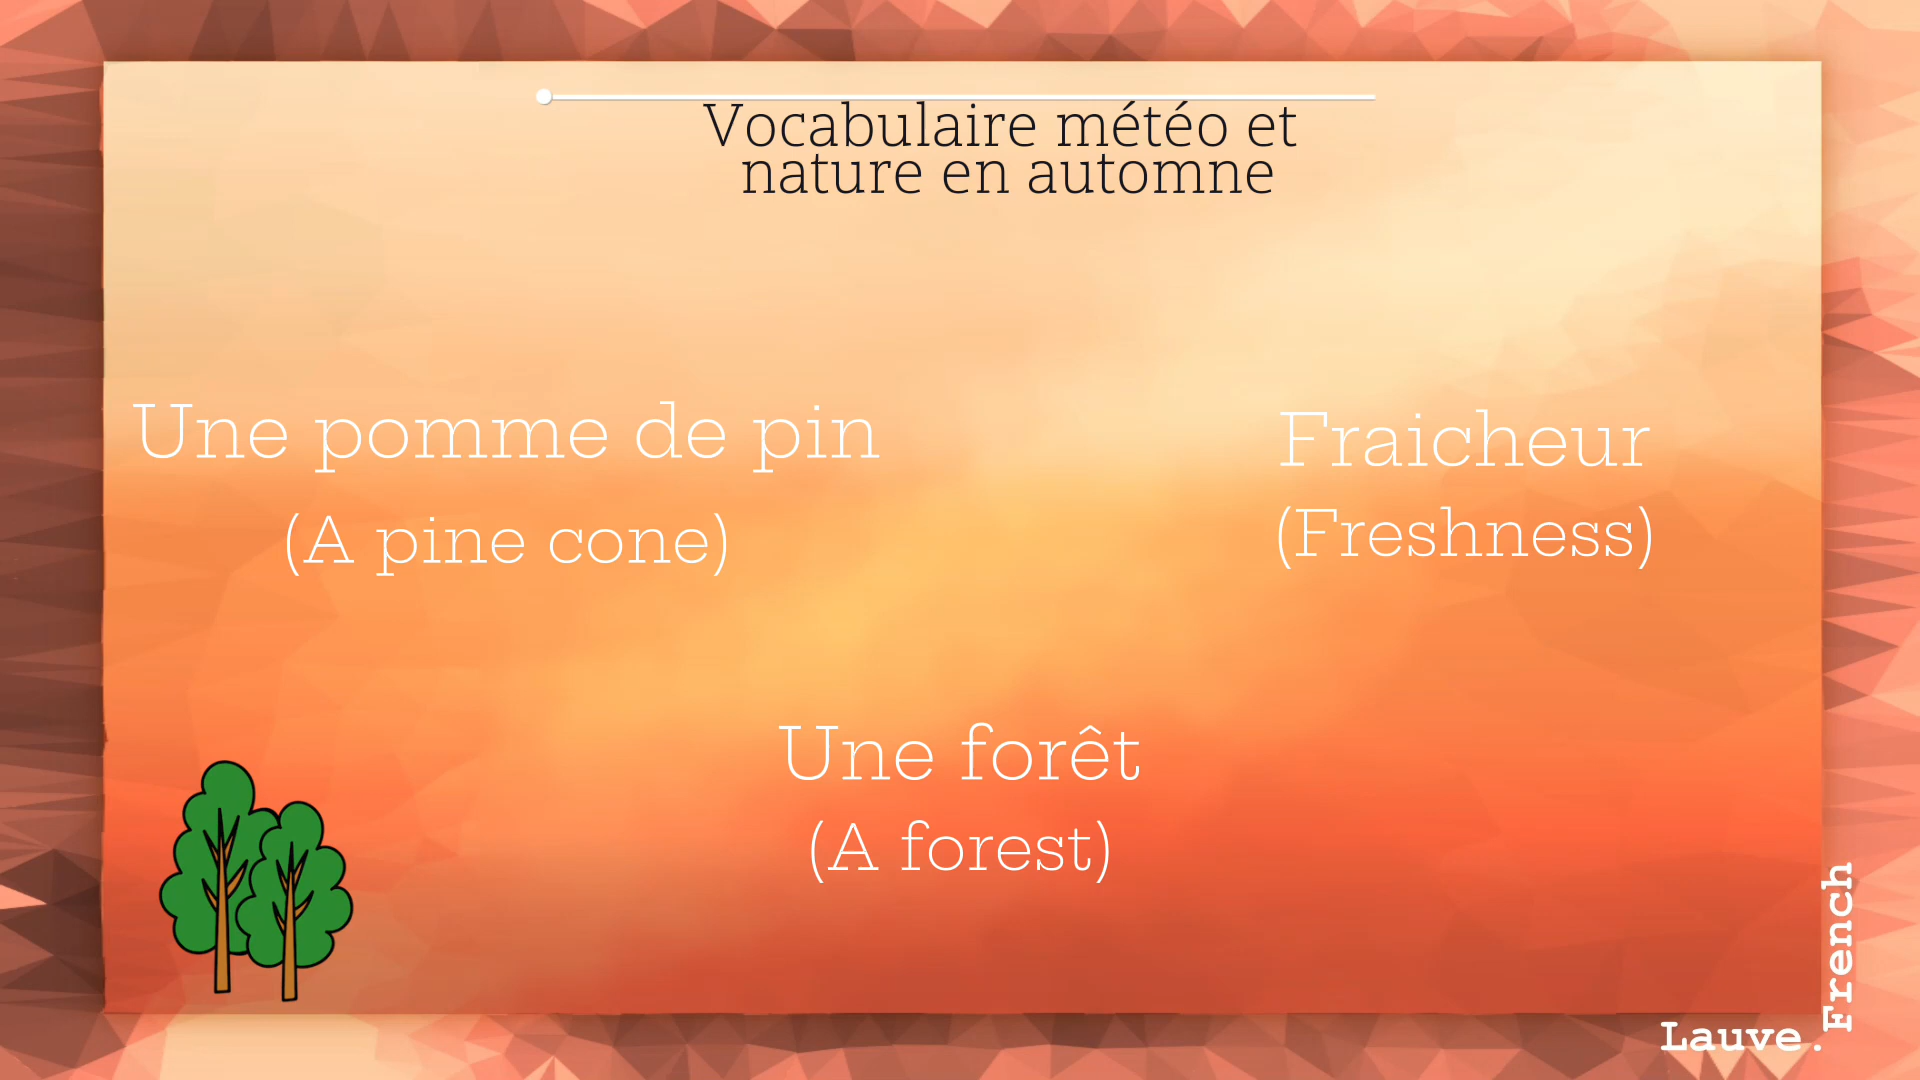 Vocabulaire météo et
nature en automne
Une pomme de pin
(A pine cone)
Fraicheur
(Freshness)
Une forêt
(A forest)
Lauve.
French